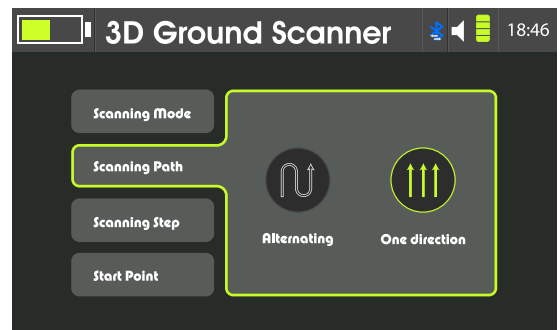 3D Ground Scanner
18:46
Scanning Mode
Scanning Path
Scanning Step
Start Point
Alternating
One direction